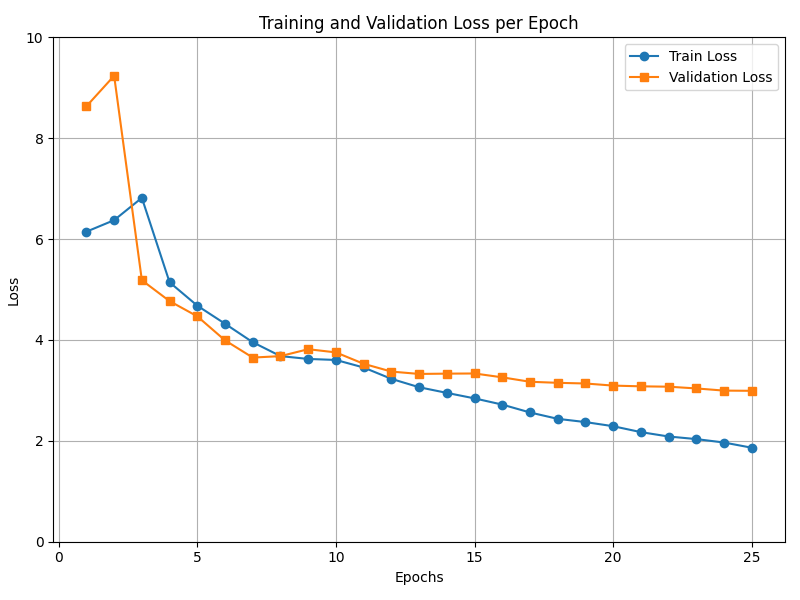 Training and Validation Loss per Epoch
Train Loss
Validation Loss
Loss
10
8
6
4
2
0
0 5 10 15 20 25
Epochs